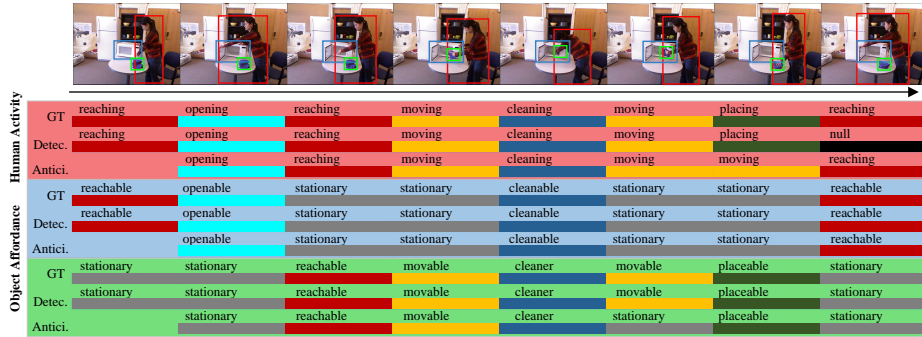 Human Activity
reaching opening reaching moving cleaning moving placing reaching
GT
reaching opening reaching moving cleaning moving placing null
Detec.
opening reaching moving cleaning moving moving reaching
Antici.
Object Affordance
reachable openable stationary stationary cleanable stationary stationary reachable
GT
reachable openable stationary stationary cleanable stationary stationary reachable
Detec.
openable stationary stationary cleanable stationary stationary reachable
Antici.
stationary stationary reachable movable cleaner movable placeable stationary
GT
stationary stationary reachable movable cleaner movable placeable stationary
Detec.
stationary reachable movable cleaner stationary placeable stationary
Antici.